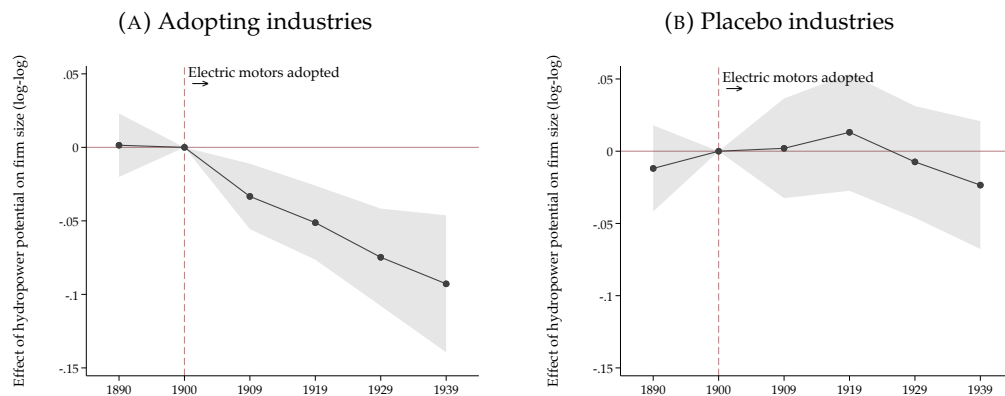 (A) Adopting industries
Effect of hydropower potential on firm size (log-log)
.05
0
-.05
-.1
-.15
Electric motors adopted
1890 1900 1909 1919 1929 1939
(B) Placebo industries
Effect of hydropower potential on firm size (log-log)
.05
0
-.05
-.1
-.15
Electric motors adopted
1890 1900 1909 1919 1929 1939